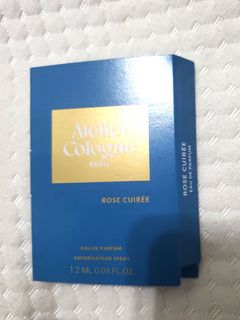 Atelier
Cologne
PARIS
ROSE CUIRÉE
EAU DE PARFUM
VAPORISATEUR SPRAY
1.2 ML 0.04 FL.OZ.
ROSE CUIRÉE
EAU DE PARFUM